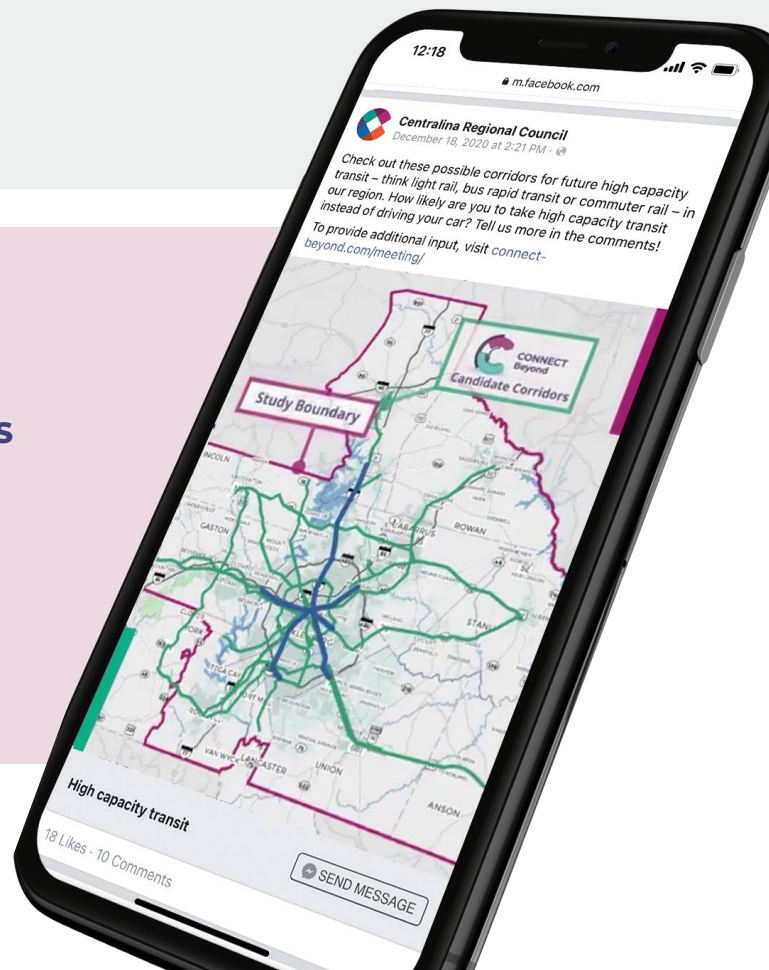 12:18
m.facebook.com
Centralina Regional Council
December 18, 2020 at 2:21 PM ·
Check out these possible corridors for future high capacity
transit – think light rail, bus rapid transit or commuter rail – in
our region. How likely are you to take high capacity transit
instead of driving your car? Tell us more in the comments!
To provide additional input, visit connect-
beyond.com/meeting/
CONNECT
Beyond
Candidate Corridors
Study Boundary
s
INCOLN
GASTON
CABARRUS
ROWAN
STANL
YORK
VAN WYCK
LANCASTER
UNION
ANSON
High capacity transit
18 Likes · 10 Comments
SEND MESSAGE